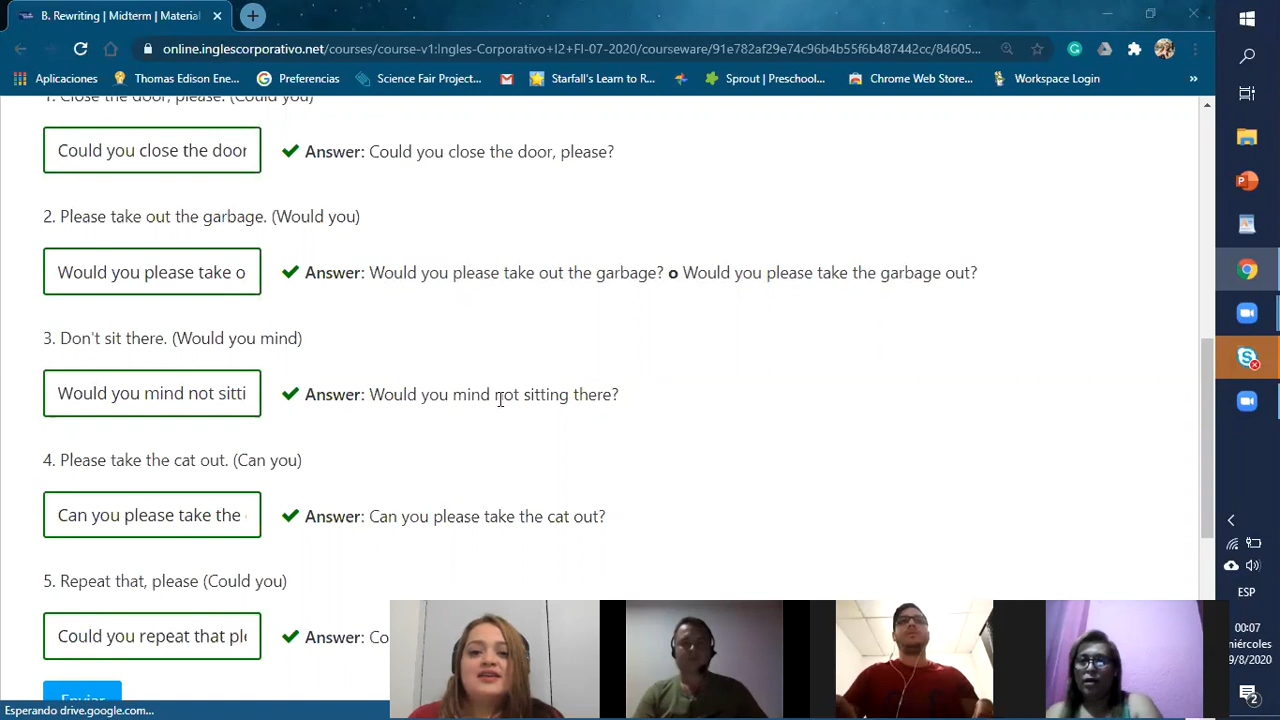 B. Rewriting | Midterm | Material
online.inglescorporativo.net/courses/course-v1:Ingles-Corporativo+I2+FI-07-2020/courseware/91e782af29e74c96b4b55f6b487442cc/84605...
Aplicaciones Thomas Edison Ene... Preferencias Science Fair Project... Starfall's Learn to R... Sprout | Preschool... Chrome Web Store... Workspace Login »
1. Close the door, please. (Could you)
Could you close the door Answer: Could you close the door, please?
2. Please take out the garbage. (Would you)
Would you please take o Answer: Would you please take out the garbage? o Would you please take the garbage out?
3. Don't sit there. (Would you mind)
Would you mind not sitti Answer: Would you mind not sitting there?
4. Please take the cat out. (Can you)
Can you please take the Answer: Can you please take the cat out?
5. Repeat that, please (Could you)
Could you repeat that ple Answer: Co
Enviar
Esperando drive.google.com...
ESP
00:07
miércoles
9/8/2020
2